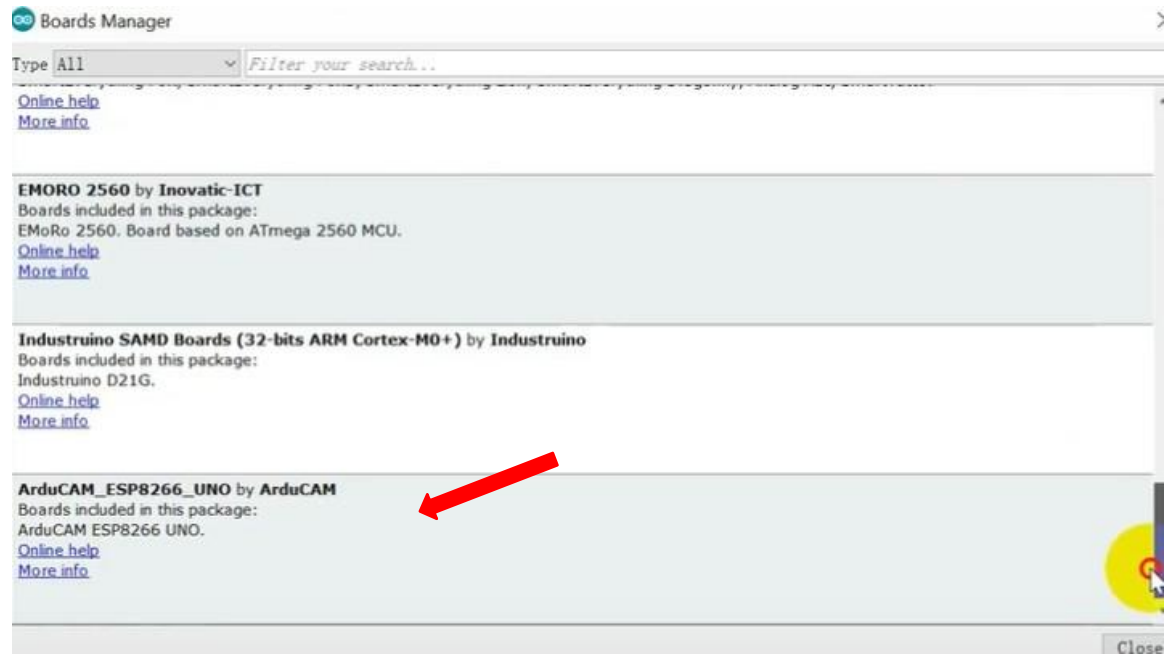 Boards Manager
Type All Filter your search...
Online help
More info
EMORO 2560 by Inovatic-ICT
Boards included in this package:
EMoRo 2560. Board based on ATmega 2560 MCU.
Online help
More info
Industruino SAMD Boards (32-bits ARM Cortex-M0+) by Industruino
Boards included in this package:
Industruino D21G.
Online help
More info
ArduCAM_ESP8266_UNO by ArduCAM
Boards included in this package:
ArduCAM ESP8266 UNO.
Online help
More info
Close